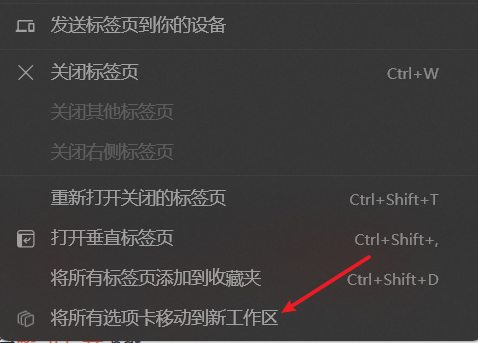 发送标签页到你的设备
关闭标签页 Ctrl+W
关闭其他标签页
关闭右侧标签页
重新打开关闭的标签页 Ctrl+Shift+T
打开垂直标签页 Ctrl+Shift+,
将所有标签页添加到收藏夹 Ctrl+Shift+D
将所有选项卡移动到新工作区